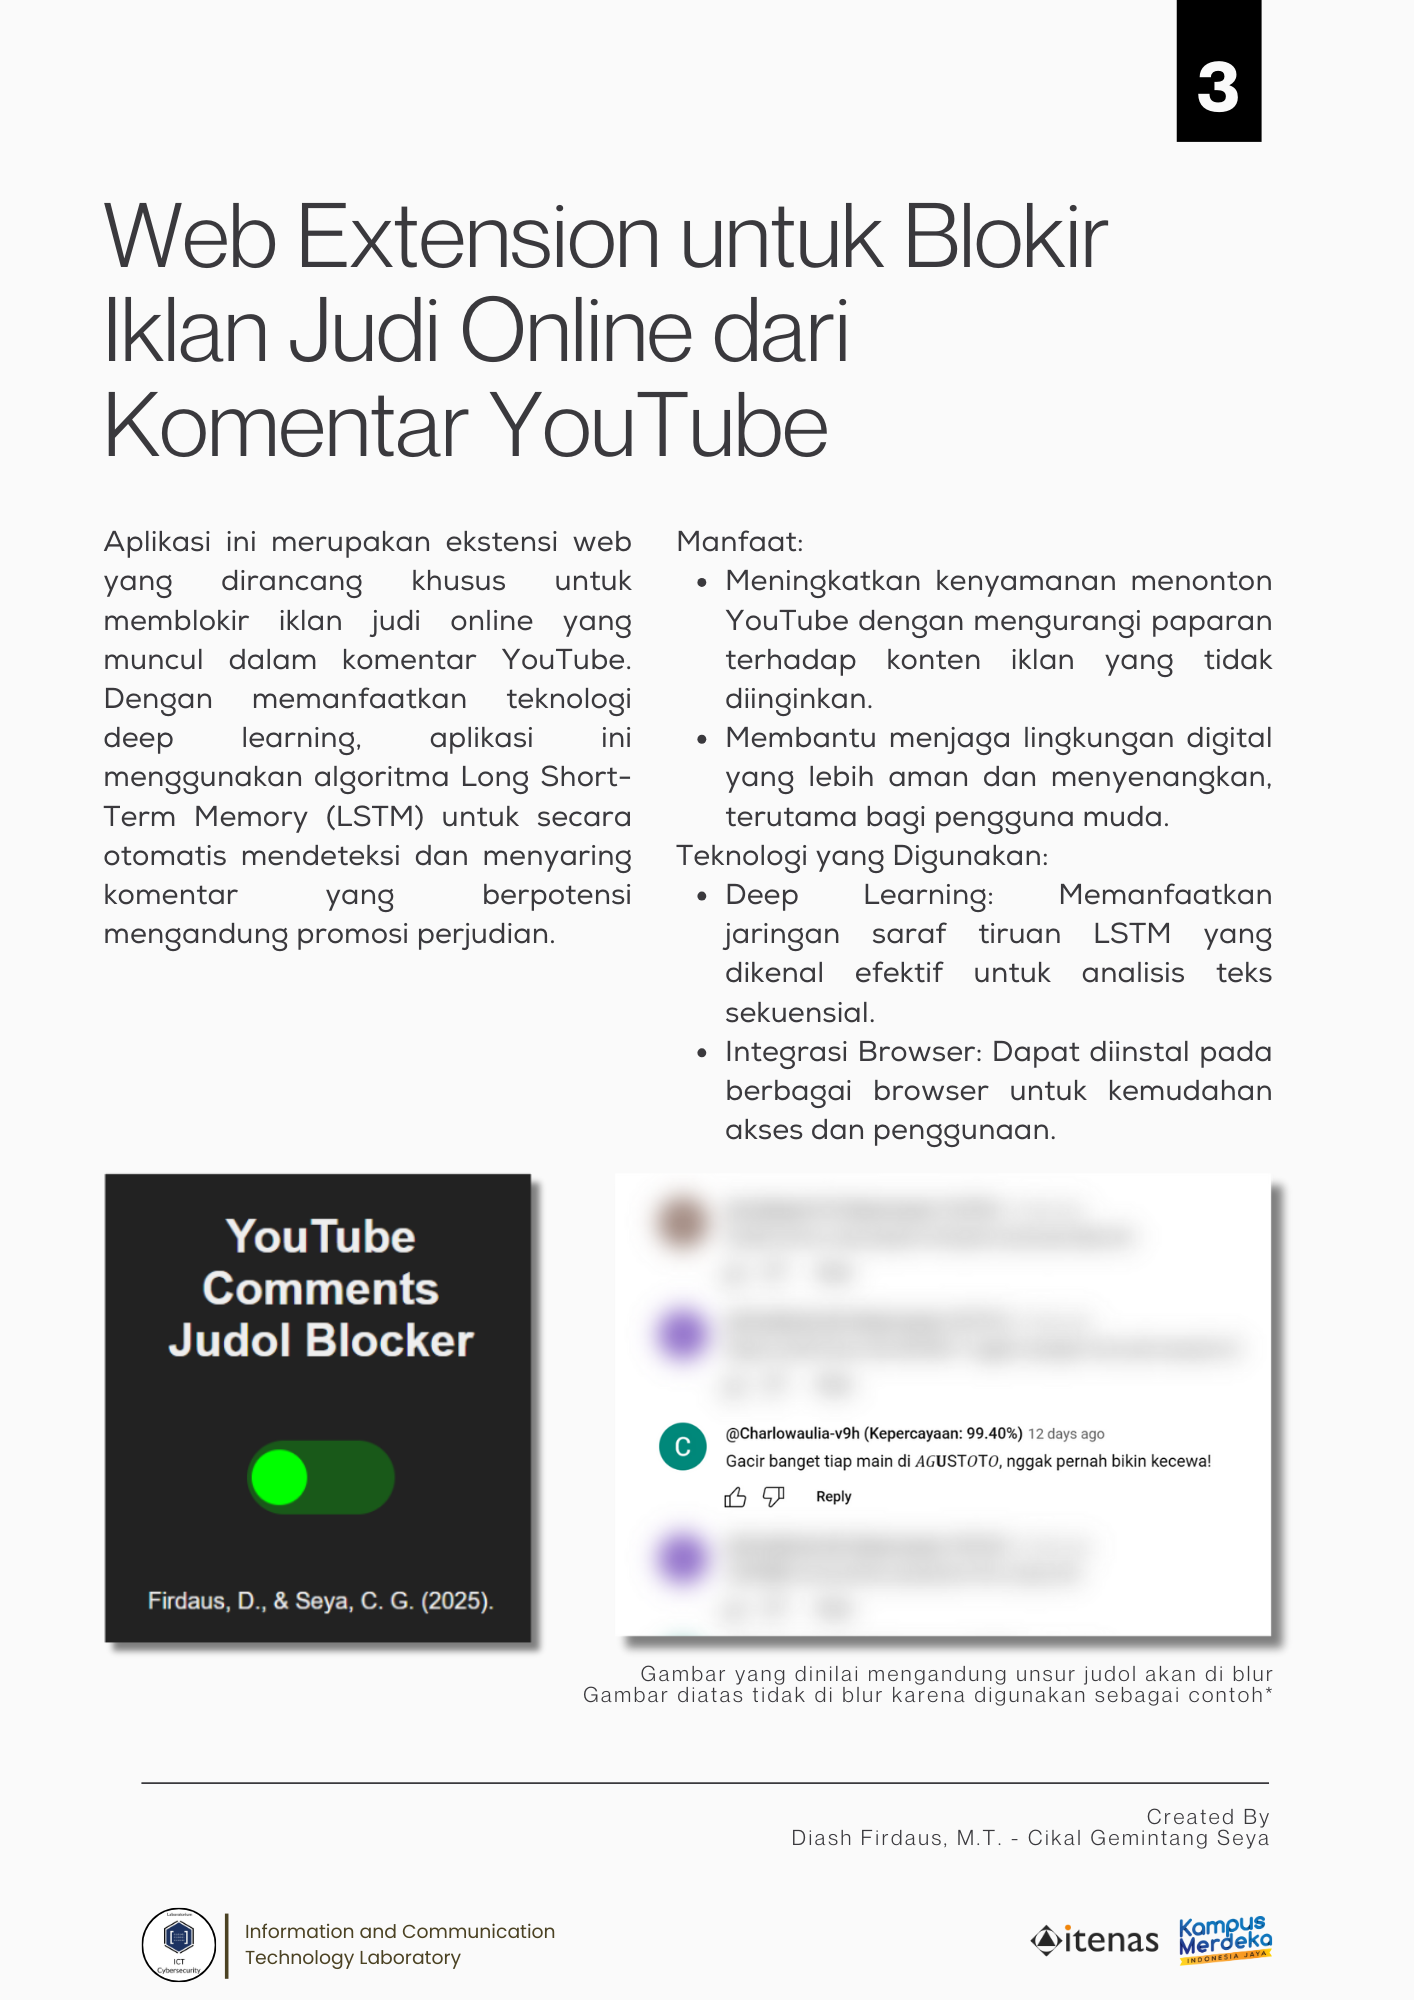 3
Web Extension untuk Blokir
Iklan Judi Online dari
Komentar YouTube
Aplikasi ini merupakan ekstensi web
yang dirancang khusus untuk
memblokir iklan judi online yang
muncul dalam komentar YouTube.
Dengan memanfaatkan teknologi
deep learning, aplikasi ini
menggunakan algoritma Long Short-
Term Memory (LSTM) untuk secara
otomatis mendeteksi dan menyaring
komentar yang berpotensi
mengandung promosi perjudian.
Manfaat:
• Meningkatkan kenyamanan menonton
YouTube dengan mengurangi paparan
terhadap konten iklan yang tidak
diinginkan.
• Membantu menjaga lingkungan digital
yang lebih aman dan menyenangkan,
terutama bagi pengguna muda.
Teknologi yang Digunakan:
• Deep Learning: Memanfaatkan
jaringan saraf tiruan LSTM yang
dikenal efektif untuk analisis teks
sekuensial.
• Integrasi Browser: Dapat diinstal pada
berbagai browser untuk kemudahan
akses dan penggunaan.
YouTube
Comments
Judol Blocker
Firdaus, D., & Seya, C. G. (2025).
C
@Charlowaulia-v9h (Kepercayaan: 99.40%) 12 days ago
Gacir banget tiap main di AGUSTOTO, nggak pernah bikin kecewa!
Reply
Gambar yang dinilai mengandung unsur judol akan di blur
Gambar diatas tidak di blur karena digunakan sebagai contoh*
Created By
Diash Firdaus, M.T. - Cikal Gemintang Seya
ICT
Cybersecurity
Information and Communication
Technology Laboratory
itenas
Kampus
Merdeka
INDONESIA JAYA